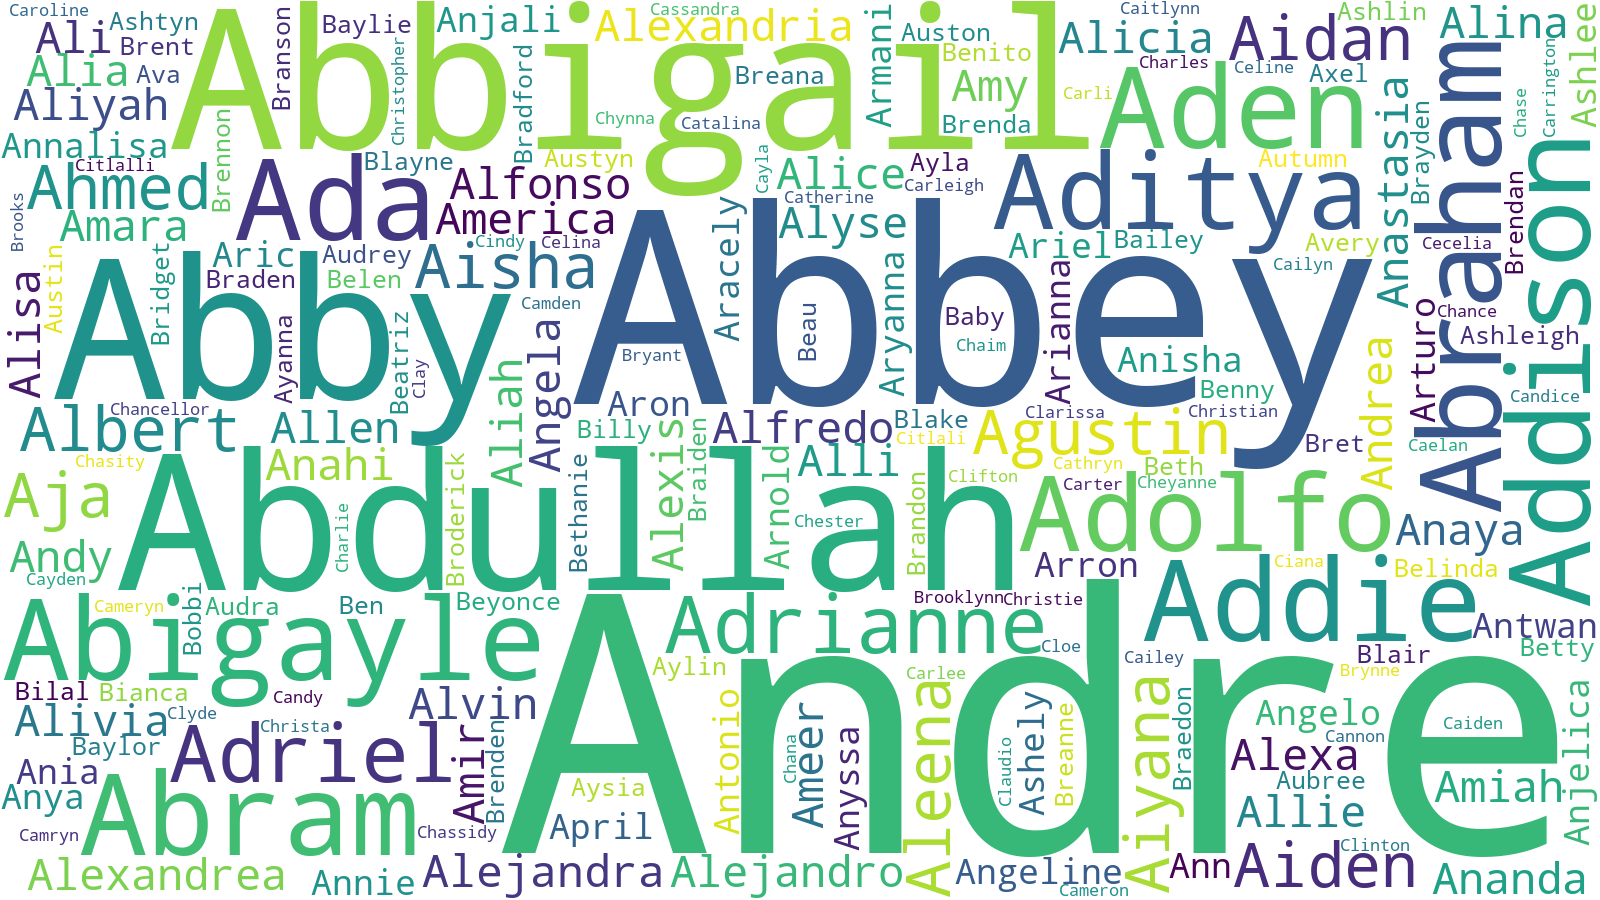 Caroline
Ashtyn
Ali
Brent
Alia
Ava
Aliyah
Annalisa
Citlalli
Ahmed
Amara
Brooks
Brennon
Branson
Baylie
Christopher
Abbigail
Anjali
Bradford
Cassandra
Alexandria
Breana
Chynna
Catalina
Armani
Auston
Benito
Amy
Carli
Brenda
Caitlynn
Alicia
Charles
Aden
Aidan
Celine
Axel
Ashlin
Alina
Ashlee
Carrington
Chase
Brayden
Anastasia
Abraham
Addison
Brendan
Cecelia
Ada
Blayne
Austyn
Alfonso
America
Cindy
Celina
Cayla
Alice
Ayla
Carleigh
Catherine
Alyse
Aracely
Aditya
Autumn
Ariel
Bailey
Avery
Cailyn
Alisa
Austin
Bridget
Aric
Audrey
Braden
Belen
Aisha
Camden
Abby
Ayanna
Beatriz
Clay
Abbey
Bryant
Beau
Aryanna
Baby
Chaim
Arianna
Anisha
Benny
Christian
Arturo
Chance
Ashleigh
Candice
Caelan
Andrea
Bret
Chancellor
Albert
Allen
Aliah
Angela
Aron
Billy
Alfredo
Blake
Citlali
Clarissa
Agustin
Cathryn
Beth
Cheyanne
Carter
Chasity
Anahi
Aja
Andy
Cayden
Abdullah
Charlie
Broderick
Bethanie
Alexis
Braiden
Arnold
Alli
Chester
Brandon
Clifton
Adolfo
Anaya
Arron
Ciana
Belinda
Cameryn
Bobbi
Audra
Ben
Beyonce
Abigayle
Adrianne
Brooklynn
Christie
Addie
Antwan
Betty
Blair
Brynne
Bilal
Bianca
Candy
Clyde
Alivia
Christa
Alvin
Baylor
Adriel
Ania
Anya
Camryn
Abram
Amir
Brenden
Chassidy
Andre
Aylin
Antonio
Aysia
April
Chana
Ameer
Anyssa
Carlee
Aleena
Claudio
Ashely
Cloe
Breanne
Cailey
Aiyana
Braedon
Angelo
Cannon
Alexa
Aubree
Allie
Caiden
Amiah
Anjelica
Clinton
Alexandrea
Annie
Alejandra
Alejandro
Angeline
Cameron
Ann
Aiden
Ananda